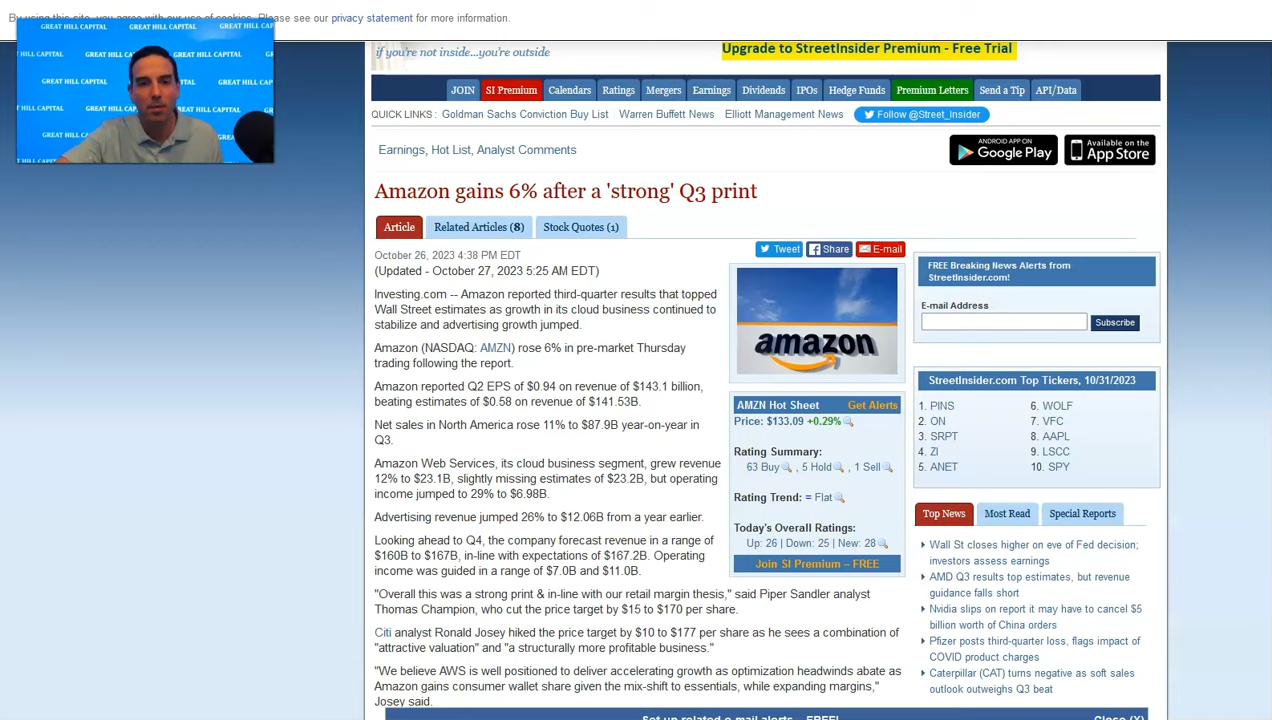 By using this site, you agree with our use of cookies. Please see our privacy statement for more information.
GREAT HILL CAPITAL GREAT HILL CAPITAL GREAT HILL CAP
GREAT HILL CAPITAL
GREAT HILL
GREAT HILL CAPITAL
if you're not inside...you're outside
Upgrade to StreetInsider Premium - Free Trial
JOIN SI Premium Calendars Ratings Mergers Earnings Dividends IPOs Hedge Funds Premium Letters Send a Tip API/Data
QUICK LINKS: Goldman Sachs Conviction Buy List Warren Buffett News Elliott Management News Follow @Street_Insider
Earnings, Hot List, Analyst Comments
ANDROID APP ON
Google Play
Available on the
App Store
Amazon gains 6% after a 'strong' Q3 print
Article Related Articles (8) Stock Quotes (1)
Tweet Share E-mail
October 26, 2023 4:38 PM EDT
(Updated - October 27, 2023 5:25 AM EDT)
Investing.com -- Amazon reported third-quarter results that topped
Wall Street estimates as growth in its cloud business continued to
stabilize and advertising growth jumped.
Amazon (NASDAQ: AMZN) rose 6% in pre-market Thursday
trading following the report.
Amazon reported Q2 EPS of $0.94 on revenue of $143.1 billion,
beating estimates of $0.58 on revenue of $141.53B.
Net sales in North America rose 11% to $87.9B year-on-year in
Q3.
Amazon Web Services, its cloud business segment, grew revenue
12% to $23.1B, slightly missing estimates of $23.2B, but operating
income jumped to 29% to $6.98B.
Advertising revenue jumped 26% to $12.06B from a year earlier.
Looking ahead to Q4, the company forecast revenue in a range of
$160B to $167B, in-line with expectations of $167.2B. Operating
income was guided in a range of $7.0B and $11.0B.
"Overall this was a strong print & in-line with our retail margin thesis," said Piper Sandler analyst
Thomas Champion, who cut the price target by $15 to $170 per share.
Citi analyst Ronald Josey hiked the price target by $10 to $177 per share as he sees a combination of
"attractive valuation" and "a structurally more profitable business."
"We believe AWS is well positioned to deliver accelerating growth as optimization headwinds abate as
Amazon gains consumer wallet share given the mix-shift to essentials, while expanding margins,"
Josey said.
amazon
AMZN Hot Sheet Get Alerts
Price: $133.09 +0.29%
Rating Summary:
63 Buy, 5 Hold, 1 Sell
Rating Trend: = Flat
Today's Overall Ratings:
Up: 26 | Down: 25 | New: 28
Join SI Premium – FREE
FREE Breaking News Alerts from
StreetInsider.com!
E-mail Address
Subscribe
StreetInsider.com Top Tickers, 10/31/2023
1. PINS 6. WOLF
2. ON 7. VFC
3. SRPT 8. AAPL
4. ZI 9. LSCC
5. ANET 10. SPY
Top News Most Read Special Reports
Wall St closes higher on eve of Fed decision;
investors assess earnings
AMD Q3 results top estimates, but revenue
guidance falls short
Nvidia slips on report it may have to cancel $5
billion worth of China orders
Pfizer posts third-quarter loss, flags impact of
COVID product charges
Caterpillar (CAT) turns negative as soft sales
outlook outweighs Q3 beat
Set up related e-mail alerts - FREE! Close (X)